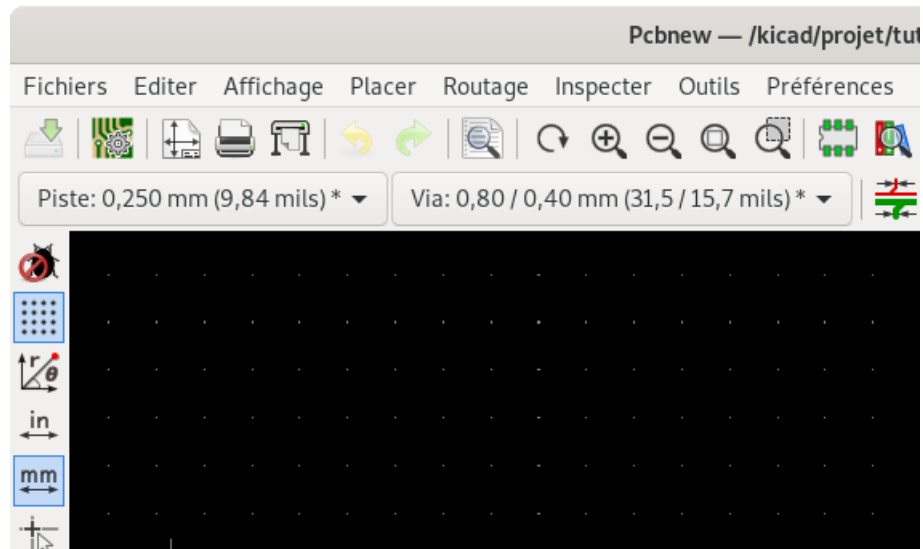 Pcbnew — /kicad/projet/tut
Fichiers Editer Affichage Placer Routage Inspecter Outils Préférences
Piste: 0,250 mm (9,84 mils) * Via: 0,80 / 0,40 mm (31,5 / 15,7 mils) *
r θ
in
mm